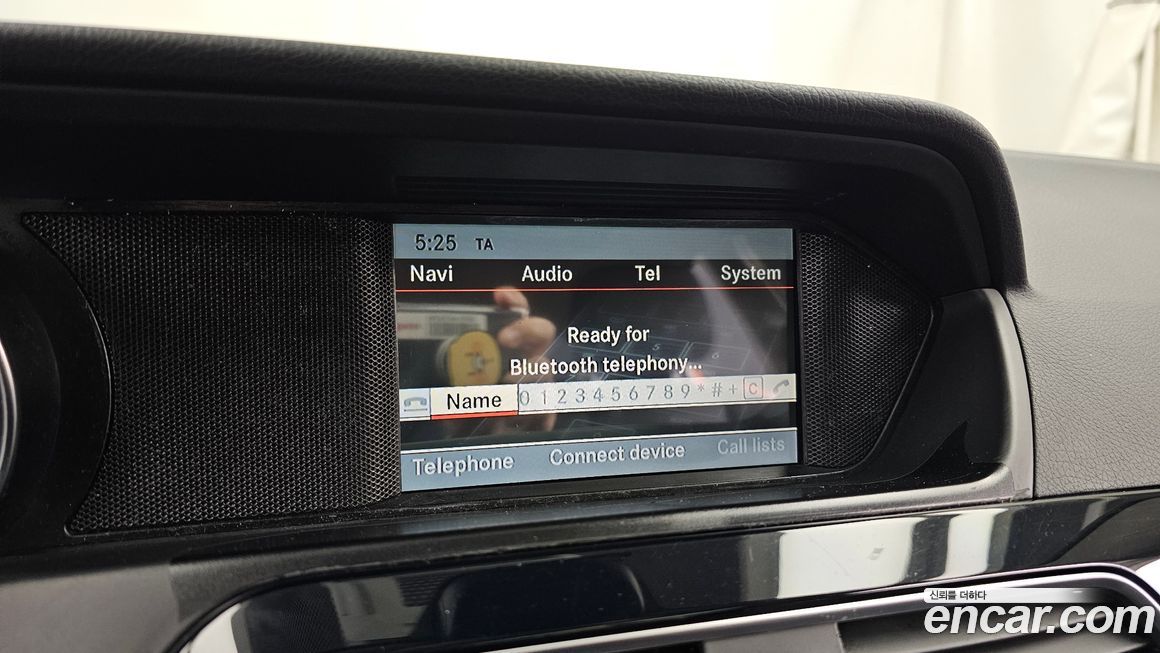 5:25 TA
Navi Audio Tel System
Ready for
Bluetooth telephony...
Name 0 1 2 3 4 5 6 7 8 9 * # + C
Telephone Connect device Call lists
신뢰를 더하다
encar.com